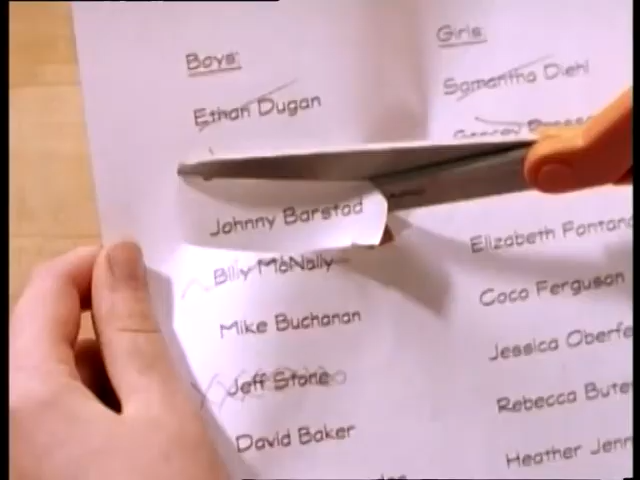 Boys:
Ethan Dugan
Johnny Barstad
Billy McNally
Mike Buchanan
Jeff Stone
David Baker
Girls:
Samantha Diehl
Elizabeth Fontan
Coco Ferguson
Jessica Oberfe
Rebecca Bute
Heather Jenn